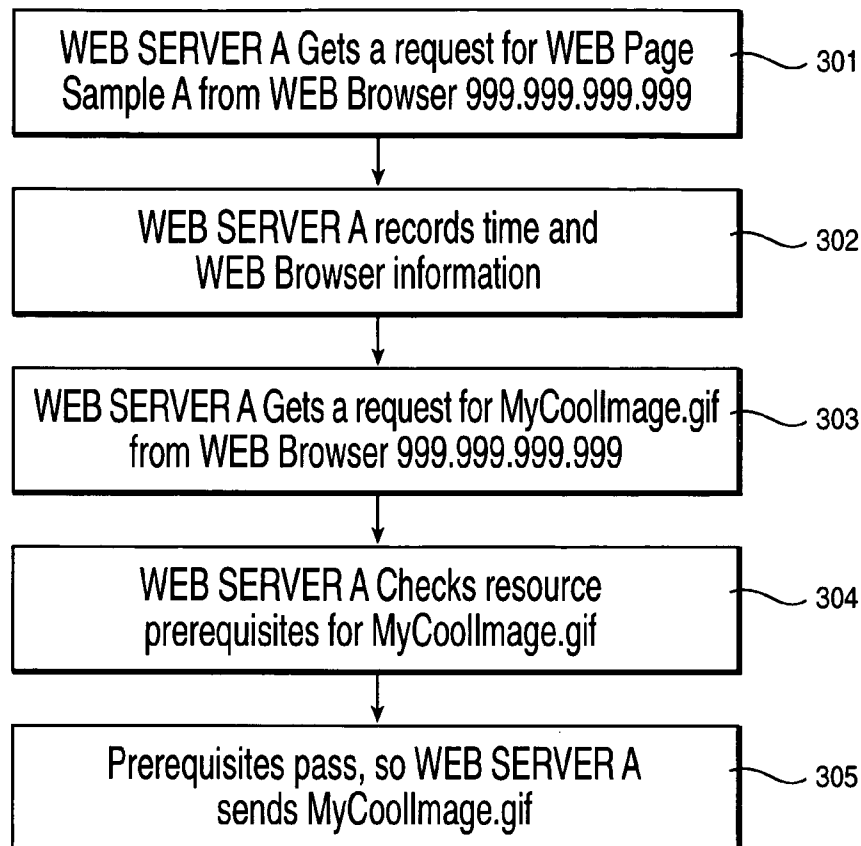 WEB SERVER A Gets a request for WEB Page
Sample A from WEB Browser 999.999.999.999
301
WEB SERVER A records time and
WEB Browser information
302
WEB SERVER A Gets a request for MyCoolImage.gif
from WEB Browser 999.999.999.999
303
WEB SERVER A Checks resource
prerequisites for MyCoolImage.gif
304
Prerequisites pass, so WEB SERVER A
sends MyCoolImage.gif
305